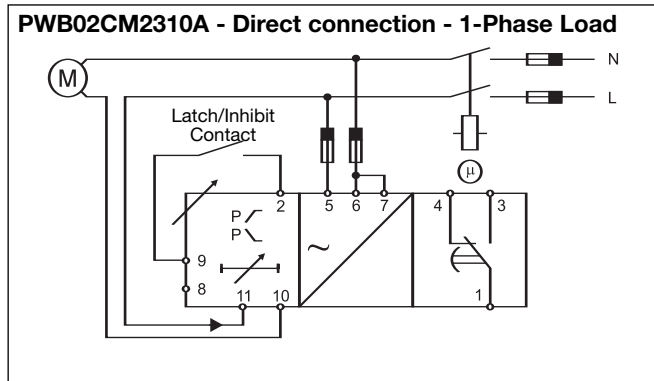 PWB02CM2310A - Direct connection - 1-Phase Load
M
N
L
Latch/Inhibit
Contact
μ
2
5
6
7
4
3
P
P
~
9
8
11
10
1